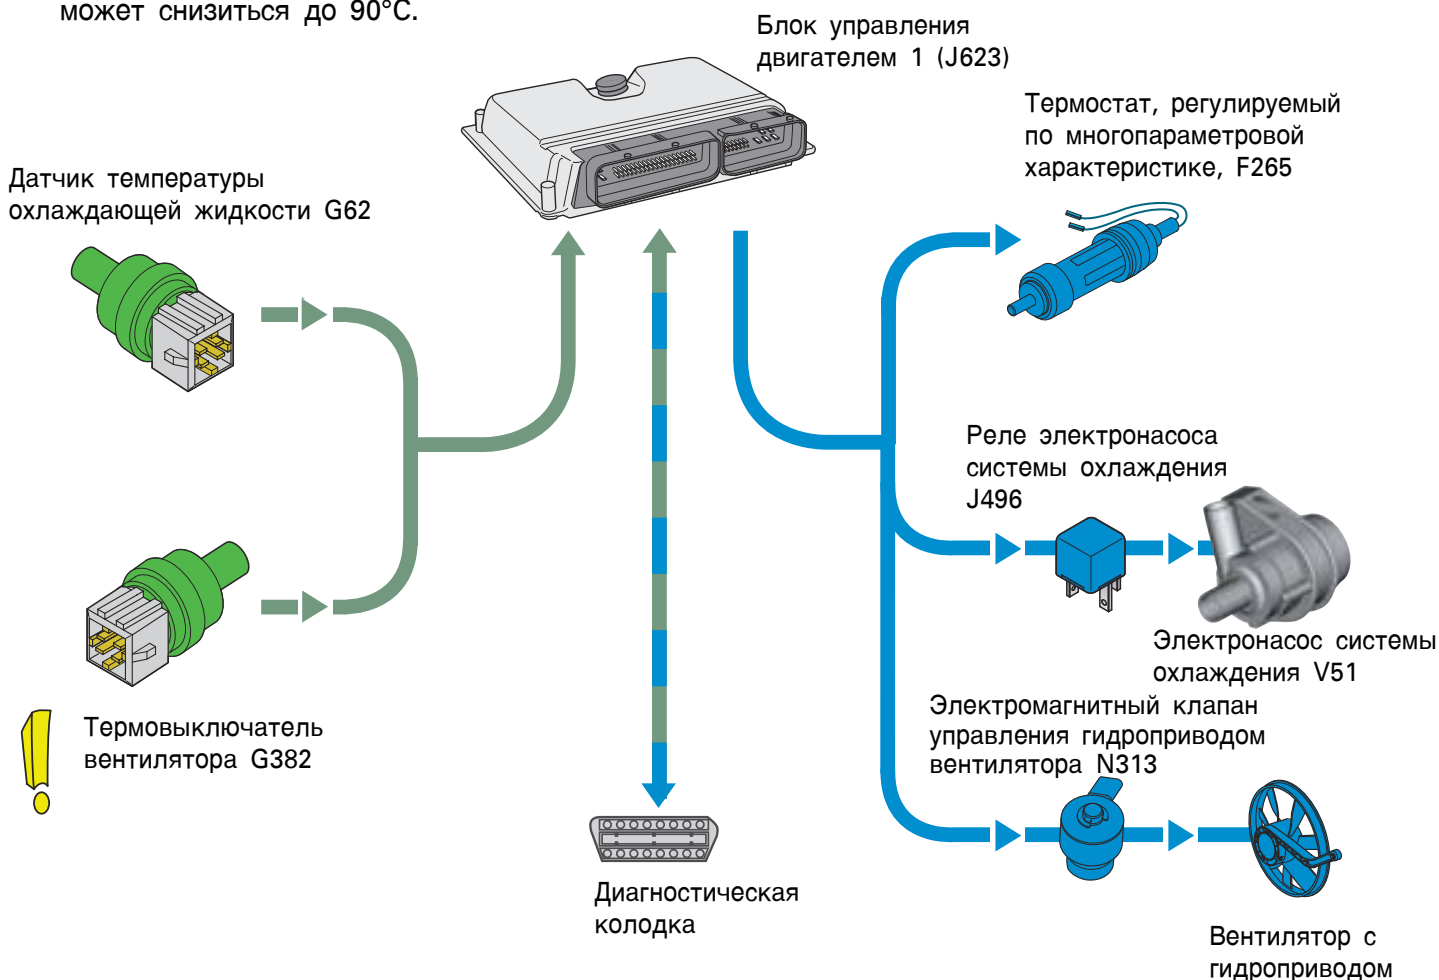 может снизиться до 90°C.
Блок управления
двигателем 1 (J623)
Термостат, регулируемый
по многопараметровой
характеристике, F265
Датчик температуры
охлаждающей жидкости G62
Реле электронасоса
системы охлаждения
J496
Электронасос системы
охлаждения V51
Электромагнитный клапан
управления гидроприводом
вентилятора N313
Термовыключатель
вентилятора G382
Диагностическая
колодка
Вентилятор с
гидроприводом